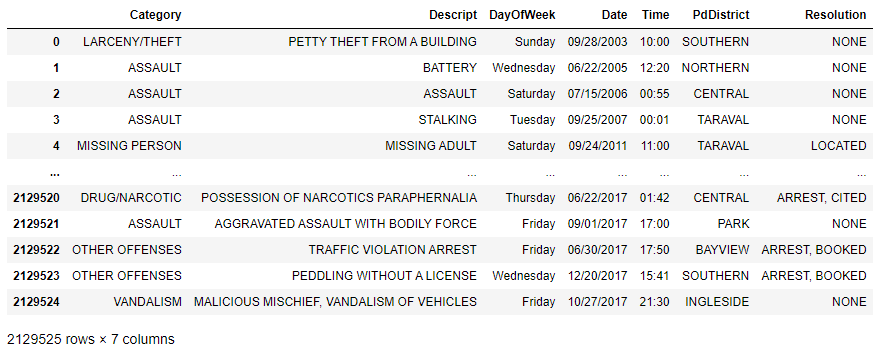 Category Descript DayOfWeek Date Time PdDistrict Resolution
0 LARCENY/THEFT PETTY THEFT FROM A BUILDING Sunday 09/28/2003 10:00 SOUTHERN NONE
1 ASSAULT BATTERY Wednesday 06/22/2005 12:20 NORTHERN NONE
2 ASSAULT ASSAULT Saturday 07/15/2006 00:55 CENTRAL NONE
3 ASSAULT STALKING Tuesday 09/25/2007 00:01 TARAVAL NONE
4 MISSING PERSON MISSING ADULT Saturday 09/24/2011 11:00 TARAVAL LOCATED
... ... ... ... ... ... ... ...
2129520 DRUG/NARCOTIC POSSESSION OF NARCOTICS PARAPHERNALIA Thursday 06/22/2017 01:42 CENTRAL ARREST, CITED
2129521 ASSAULT AGGRAVATED ASSAULT WITH BODILY FORCE Friday 09/01/2017 17:00 PARK NONE
2129522 OTHER OFFENSES TRAFFIC VIOLATION ARREST Friday 06/30/2017 17:50 BAYVIEW ARREST, BOOKED
2129523 OTHER OFFENSES PEDDLING WITHOUT A LICENSE Wednesday 12/20/2017 15:41 SOUTHERN ARREST, BOOKED
2129524 VANDALISM MALICIOUS MISCHIEF, VANDALISM OF VEHICLES Friday 10/27/2017 21:30 INGLESIDE NONE
2129525 rows × 7 columns